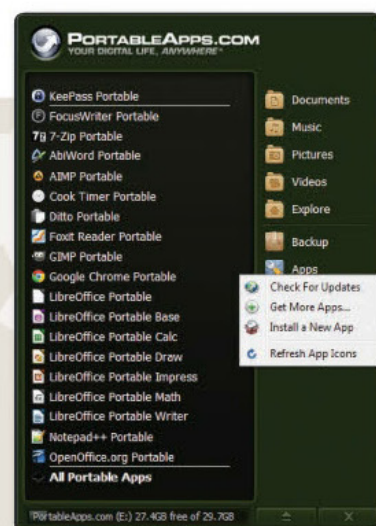 PORTABLEAPPS.COM
YOUR DIGITAL LIFE, ANYWHERE™
KeePass Portable
FocusWriter Portable
7-Zip Portable
AbiWord Portable
AIMP Portable
Cook Timer Portable
Ditto Portable
Foxit Reader Portable
GIMP Portable
Google Chrome Portable
LibreOffice Portable
LibreOffice Portable Base
LibreOffice Portable Calc
LibreOffice Portable Draw
LibreOffice Portable Impress
LibreOffice Portable Math
LibreOffice Portable Writer
Notepad++ Portable
OpenOffice.org Portable
All Portable Apps
PortableApps.com (E:) 27.4GB free of 29.7GB
Documents
Music
Pictures
Videos
Explore
Backup
Apps
Check For Updates
Get More Apps...
Install a New App
Refresh App Icons